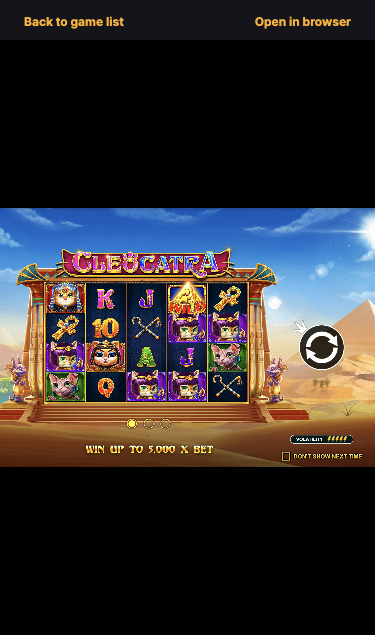 Back to game list
Open in browser
CLEOCATRA
K
J
WILD
10
A
J
Q
WIN UP TO 5,000 X BET
VOLATILITY
DON'T SHOW NEXT TIME